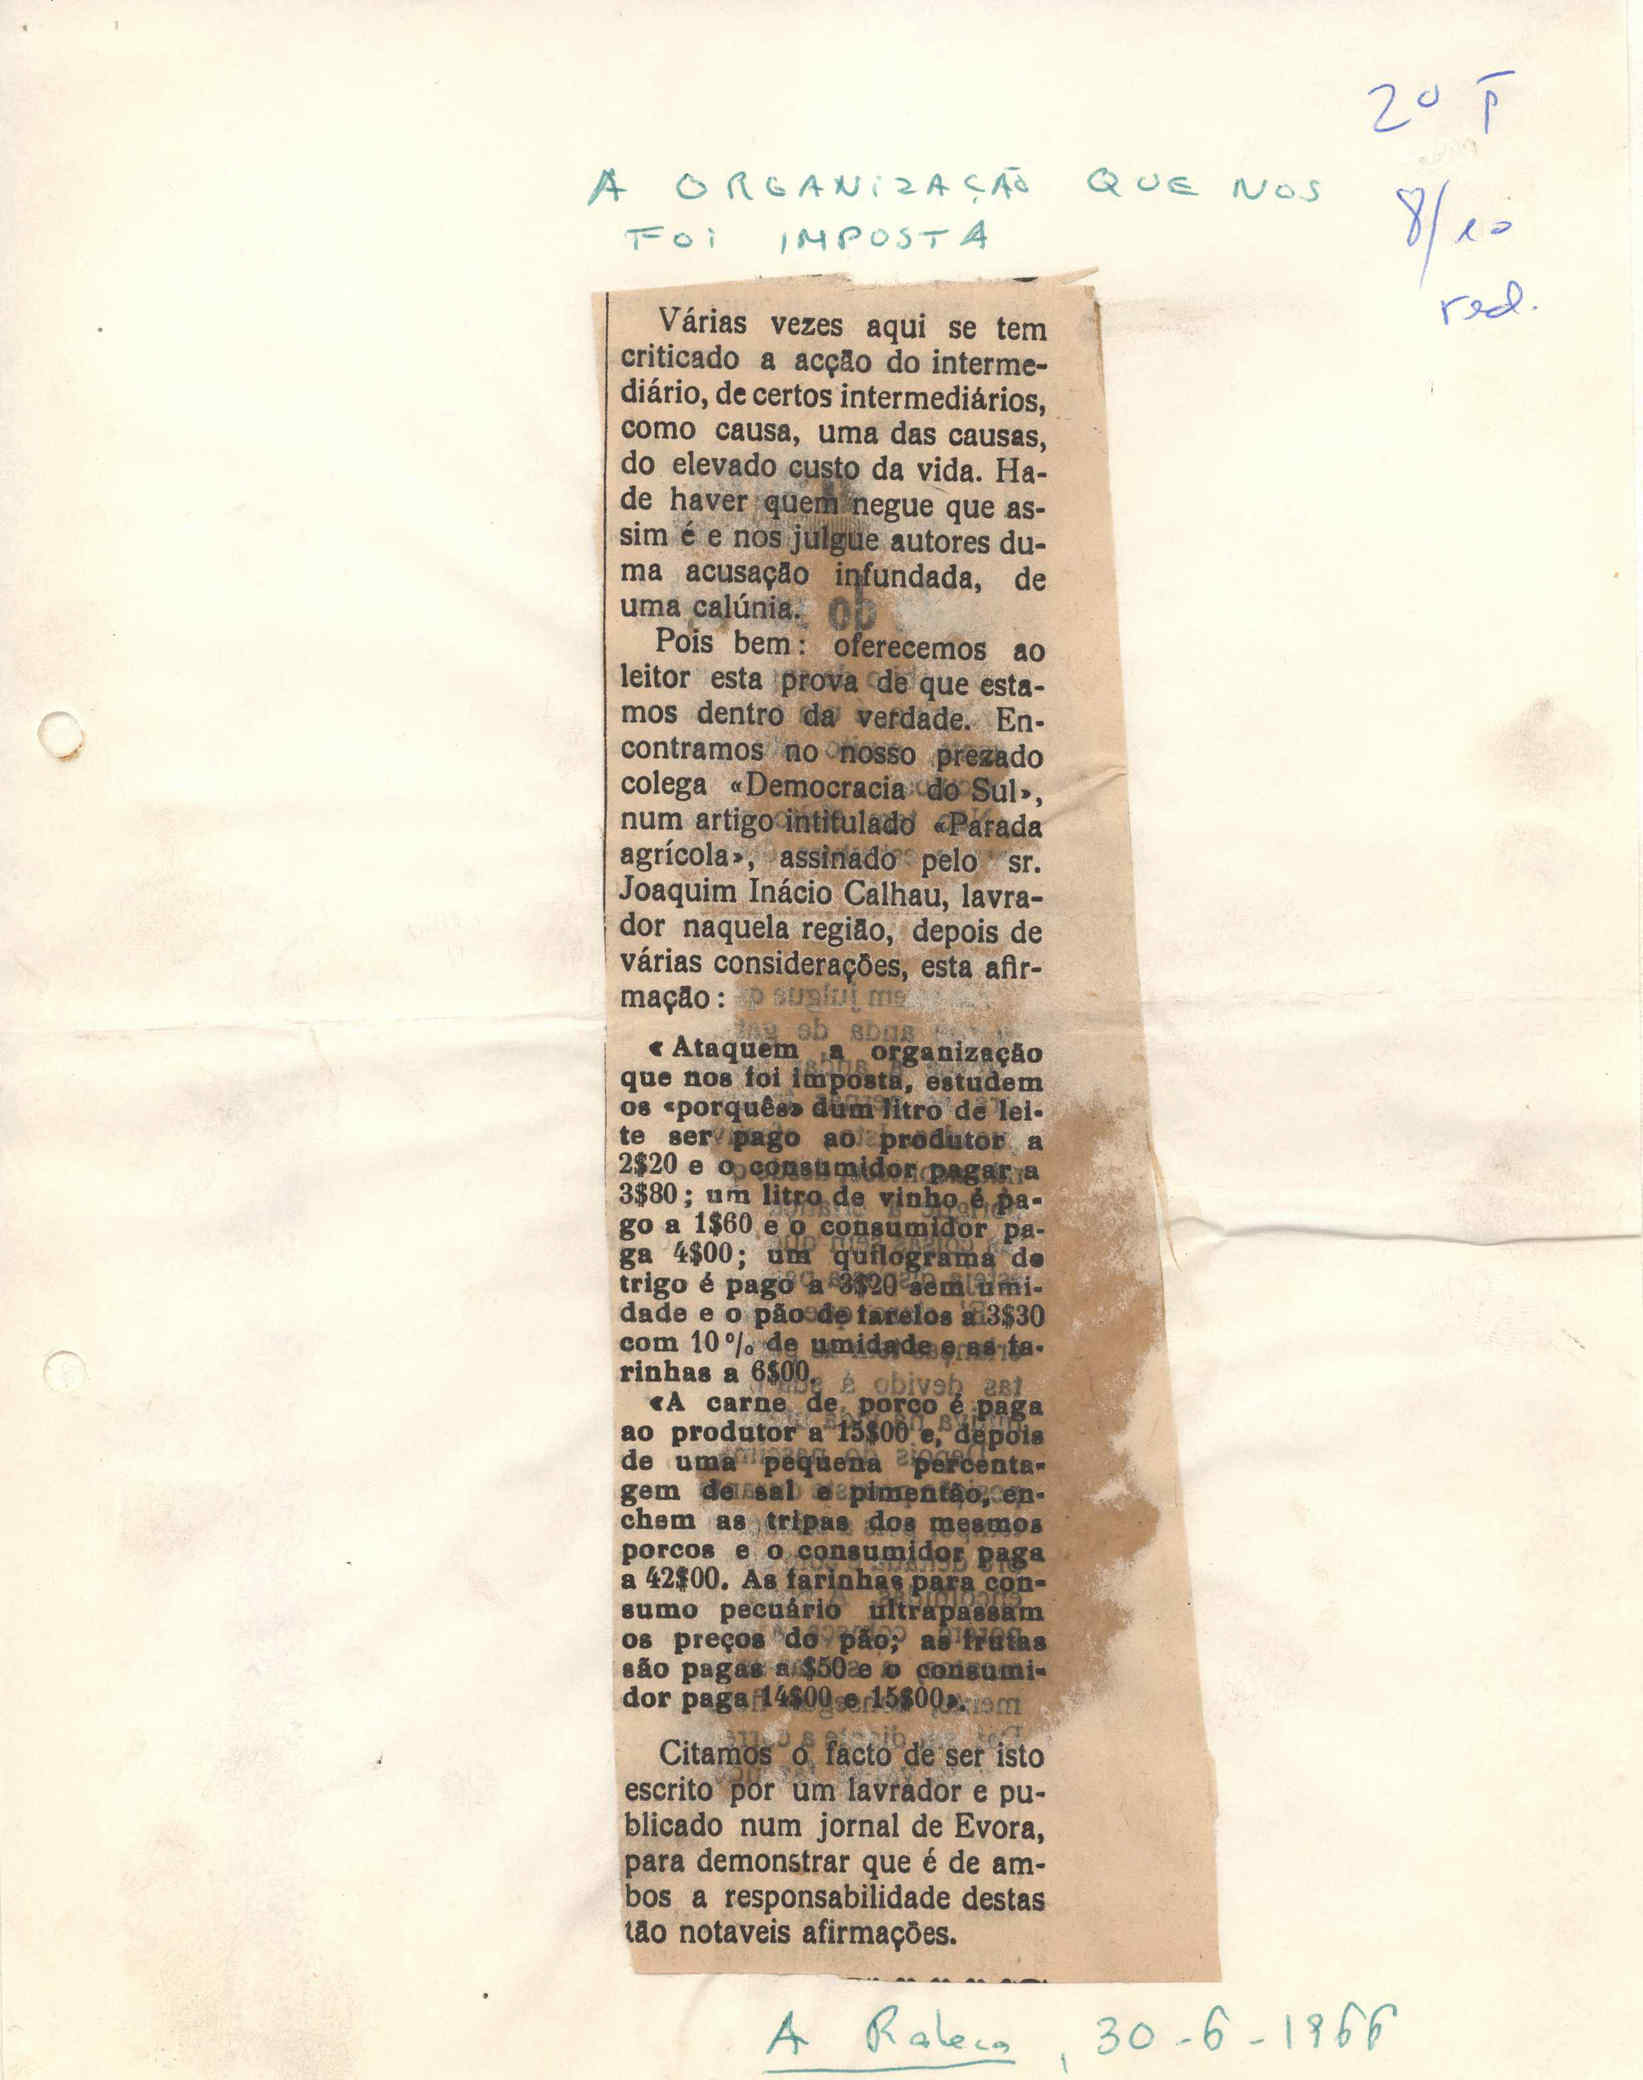 2º T
A ORGANIZAÇÃO QUE NOS
FOI IMPOSTA
8/10
red.
Várias vezes aqui se tem
criticado a acção do interme-
diário, de certos intermediários,
como causa, uma das causas,
do elevado custo da vida. Ha-
de haver quem negue que as-
sim é e nos julgue autores du-
ma acusação infundada, de
uma calúnia.
Pois bem: oferecemos ao
leitor esta prova de que esta-
mos dentro da verdade. En-
contramos no nosso prezado
colega «Democracia do Sul»,
num artigo intitulado «Parada
agrícola», assinado pelo sr.
Joaquim Inácio Calhau, lavra-
dor naquela região, depois de
várias considerações, esta afir-
mação:
«Ataquem a organização
que nos foi imposta, estudem
os «porquês» dum litro de lei-
te ser pago ao produtor a
2$20 e o consumidor pagar a
3$80; um litro de vinho é pa-
go a 1$60 e o consumidor pa-
ga 4$00; um quilograma de
trigo é pago a 3$20 sem umi-
dade e o pão de farelos a 3$30
com 10% de umidade e as fa-
rinhas a 6$00.
«A carne de porco é paga
ao produtor a 15$00 e, depois
de uma pequena percenta-
gem de sal e pimentão, en-
chem as tripas dos mesmos
porcos e o consumidor paga
a 42$00. As farinhas para con-
sumo pecuário ultrapassam
os preços do pão; as frutas
são pagas a $50 e o consumi-
dor paga 14$00 e 15$00».
Citamos o facto de ser isto
escrito por um lavrador e pu-
blicado num jornal de Evora,
para demonstrar que é de am-
bos a responsabilidade destas
tão notaveis afirmações.
A Rabeca, 30-6-1966